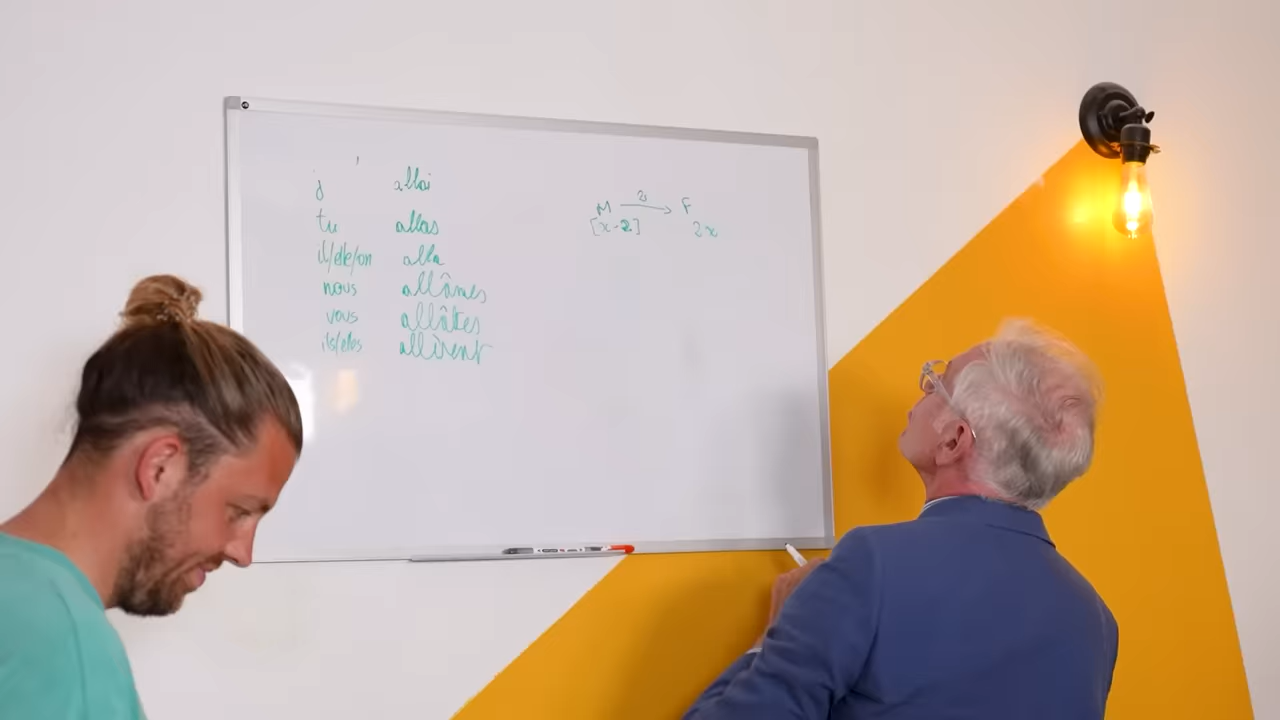 j' allai
tu allas
il/elle/on alla
nous allâmes
vous allâtes
ils/elles allèrent
M → F
[x-2] 2x